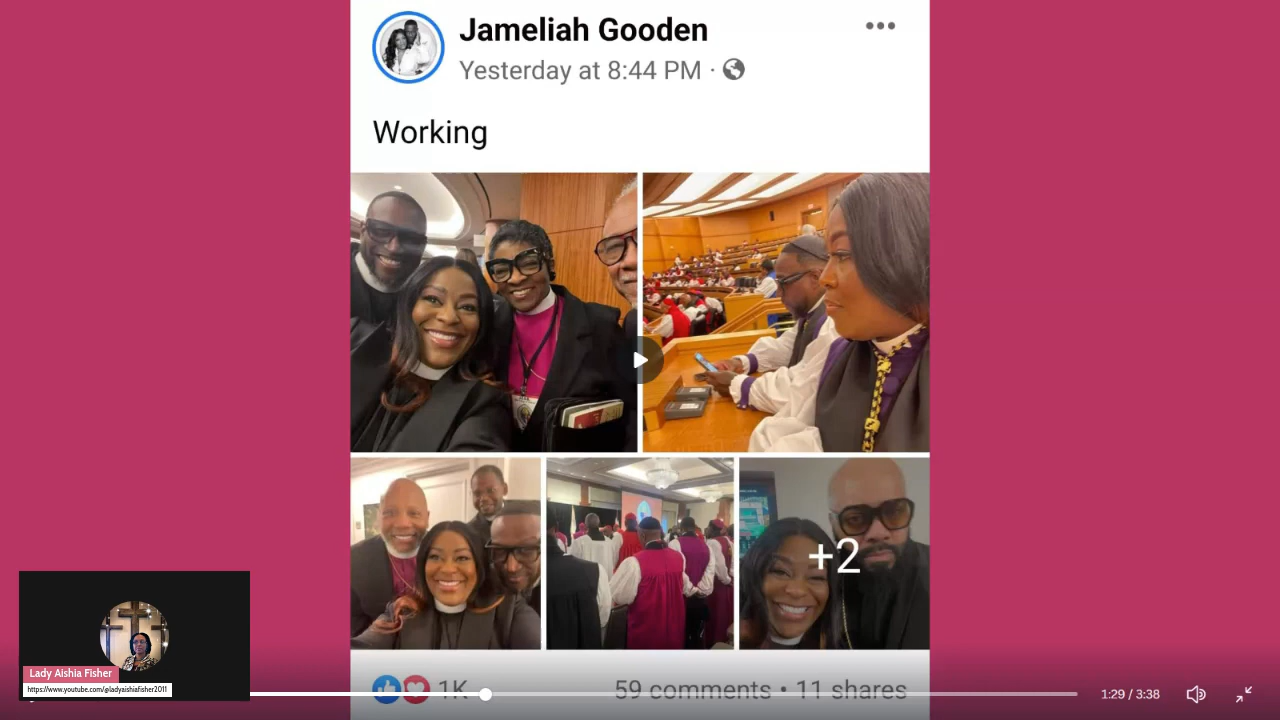 Jameliah Gooden
Yesterday at 8:44 PM ·
Working
+2
1K
59 comments • 11 shares
Lady Aishia Fisher
https://www.youtube.com/@ladyaishiafisher2011
1:29 / 3:38